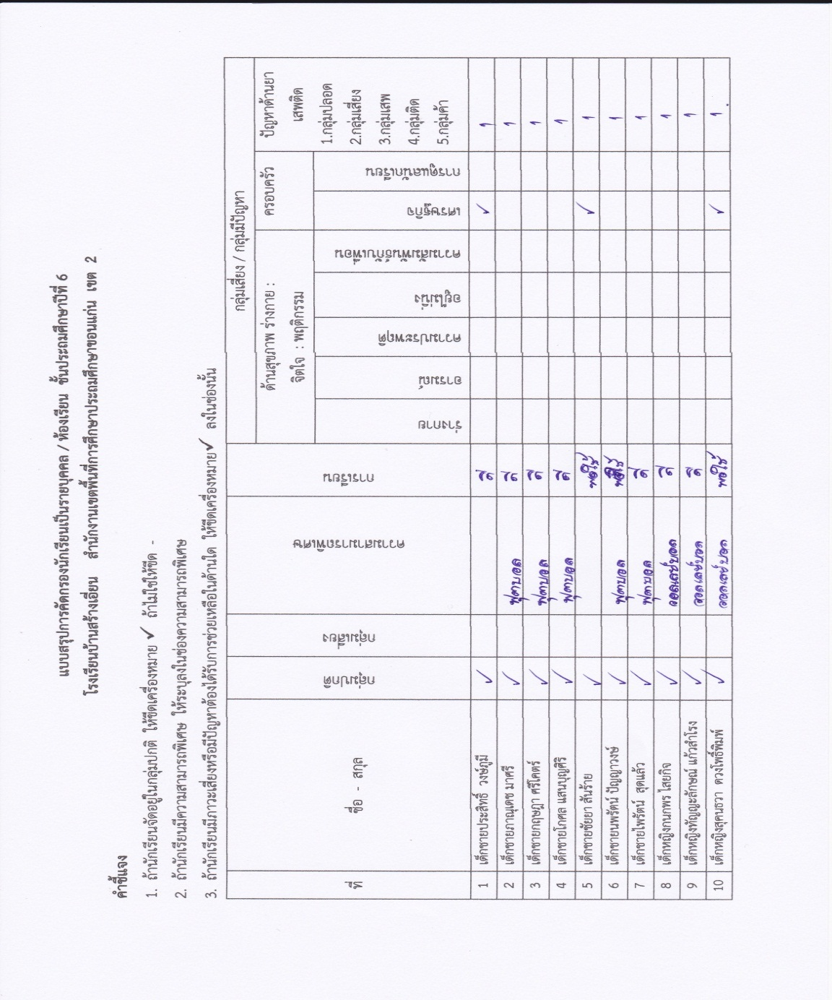 แบบสรุปการคัดกรองนักเรียนเป็นรายบุคคล / ห้องเรียน ชั้นประถมศึกษาปีที่ 6
โรงเรียนบ้านสร้างเอี่ยน สำนักงานเขตพื้นที่การศึกษาประถมศึกษาขอนแก่น เขต 2
คำชี้แจง
1. ถ้านักเรียนจัดอยู่ในกลุ่มปกติ ให้ขีดเครื่องหมาย ✓ ถ้าไม่ใช่ให้ขีด -
2. ถ้านักเรียนมีความสามารถพิเศษ ให้ระบุลงในช่องความสามารถพิเศษ
3. ถ้านักเรียนมีภาวะเสี่ยงหรือมีปัญหาต้องได้รับการช่วยเหลือในด้านใด ให้ขีดเครื่องหมาย ✓ ลงในช่องนั้น
ที่ ชื่อ - สกุล กลุ่มปกติ กลุ่มเสี่ยง ความสามารถพิเศษ การเรียน กลุ่มเสี่ยง / กลุ่มมีปัญหา
ด้านสุขภาพ ร่างกาย : ครอบครัว ปัญหาด้านยา
จิตใจ : พฤติกรรม เสพติด
ร่างกาย อารมณ์ ความประพฤติ อยู่ไม่นิ่ง ความสัมพันธ์กับเพื่อน เศรษฐกิจ การดูแลนักเรียน
1.กลุ่มปลอด
2.กลุ่มเสี่ยง
3.กลุ่มเสพ
4.กลุ่มติด
5.กลุ่มค้า
1 เด็กชายประสิทธิ์ วงษ์ภูมี ✓ ดี ✓ 1
2 เด็กชายภาณุเดช มาศรี ✓ ฟุตบอล ดี 1
3 เด็กชายกฤษฎา ศรีโคตร์ ✓ ฟุตบอล ดี 1
4 เด็กชายโกศล แสนบุญศิริ ✓ ฟุตบอล ดี 1
5 เด็กชายชัยยา สันร้าย ✓ พอใช้ ✓ 1
6 เด็กชายนพรัตน์ ปัญญาวงษ์ ✓ ฟุตบอล พอใช้ 1
7 เด็กชายไพรัตน์ สุดแล้ว ✓ ฟุตบอล ดี 1
8 เด็กหญิงกนกพร ไสยกิจ ✓ วอลเลย์บอล ดี 1
9 เด็กหญิงทัญญะลักษณ์ แก้วสำโรง ✓ วอลเลย์บอล ดี 1
10 เด็กหญิงสุคนธวา ดวงโพธิ์พิมพ์ ✓ วอลเลย์บอล พอใช้ ✓ 1